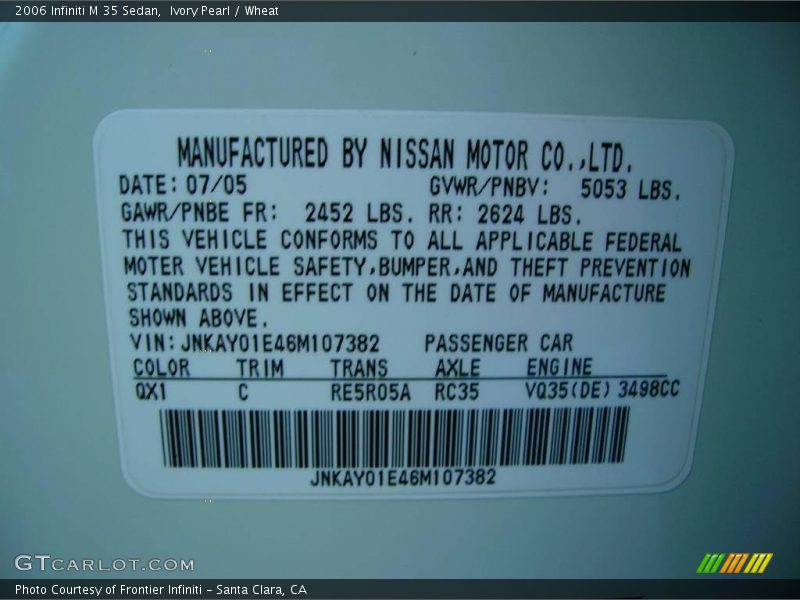 2006 Infiniti M 35 Sedan, Ivory Pearl / Wheat
MANUFACTURED BY NISSAN MOTOR CO.,LTD.
DATE: 07/05 GVWR/PNBV: 5053 LBS.
GAWR/PNBE FR: 2452 LBS. RR: 2624 LBS.
THIS VEHICLE CONFORMS TO ALL APPLICABLE FEDERAL
MOTER VEHICLE SAFETY,BUMPER,AND THEFT PREVENTION
STANDARDS IN EFFECT ON THE DATE OF MANUFACTURE
SHOWN ABOVE.
VIN: JNKAY01E46M107382 PASSENGER CAR
COLOR TRIM TRANS AXLE ENGINE
QX1 C RE5R05A RC35 VQ35(DE) 3498CC
JNKAY01E46M107382
GTCARLOT.COM
Photo Courtesy of Frontier Infiniti - Santa Clara, CA